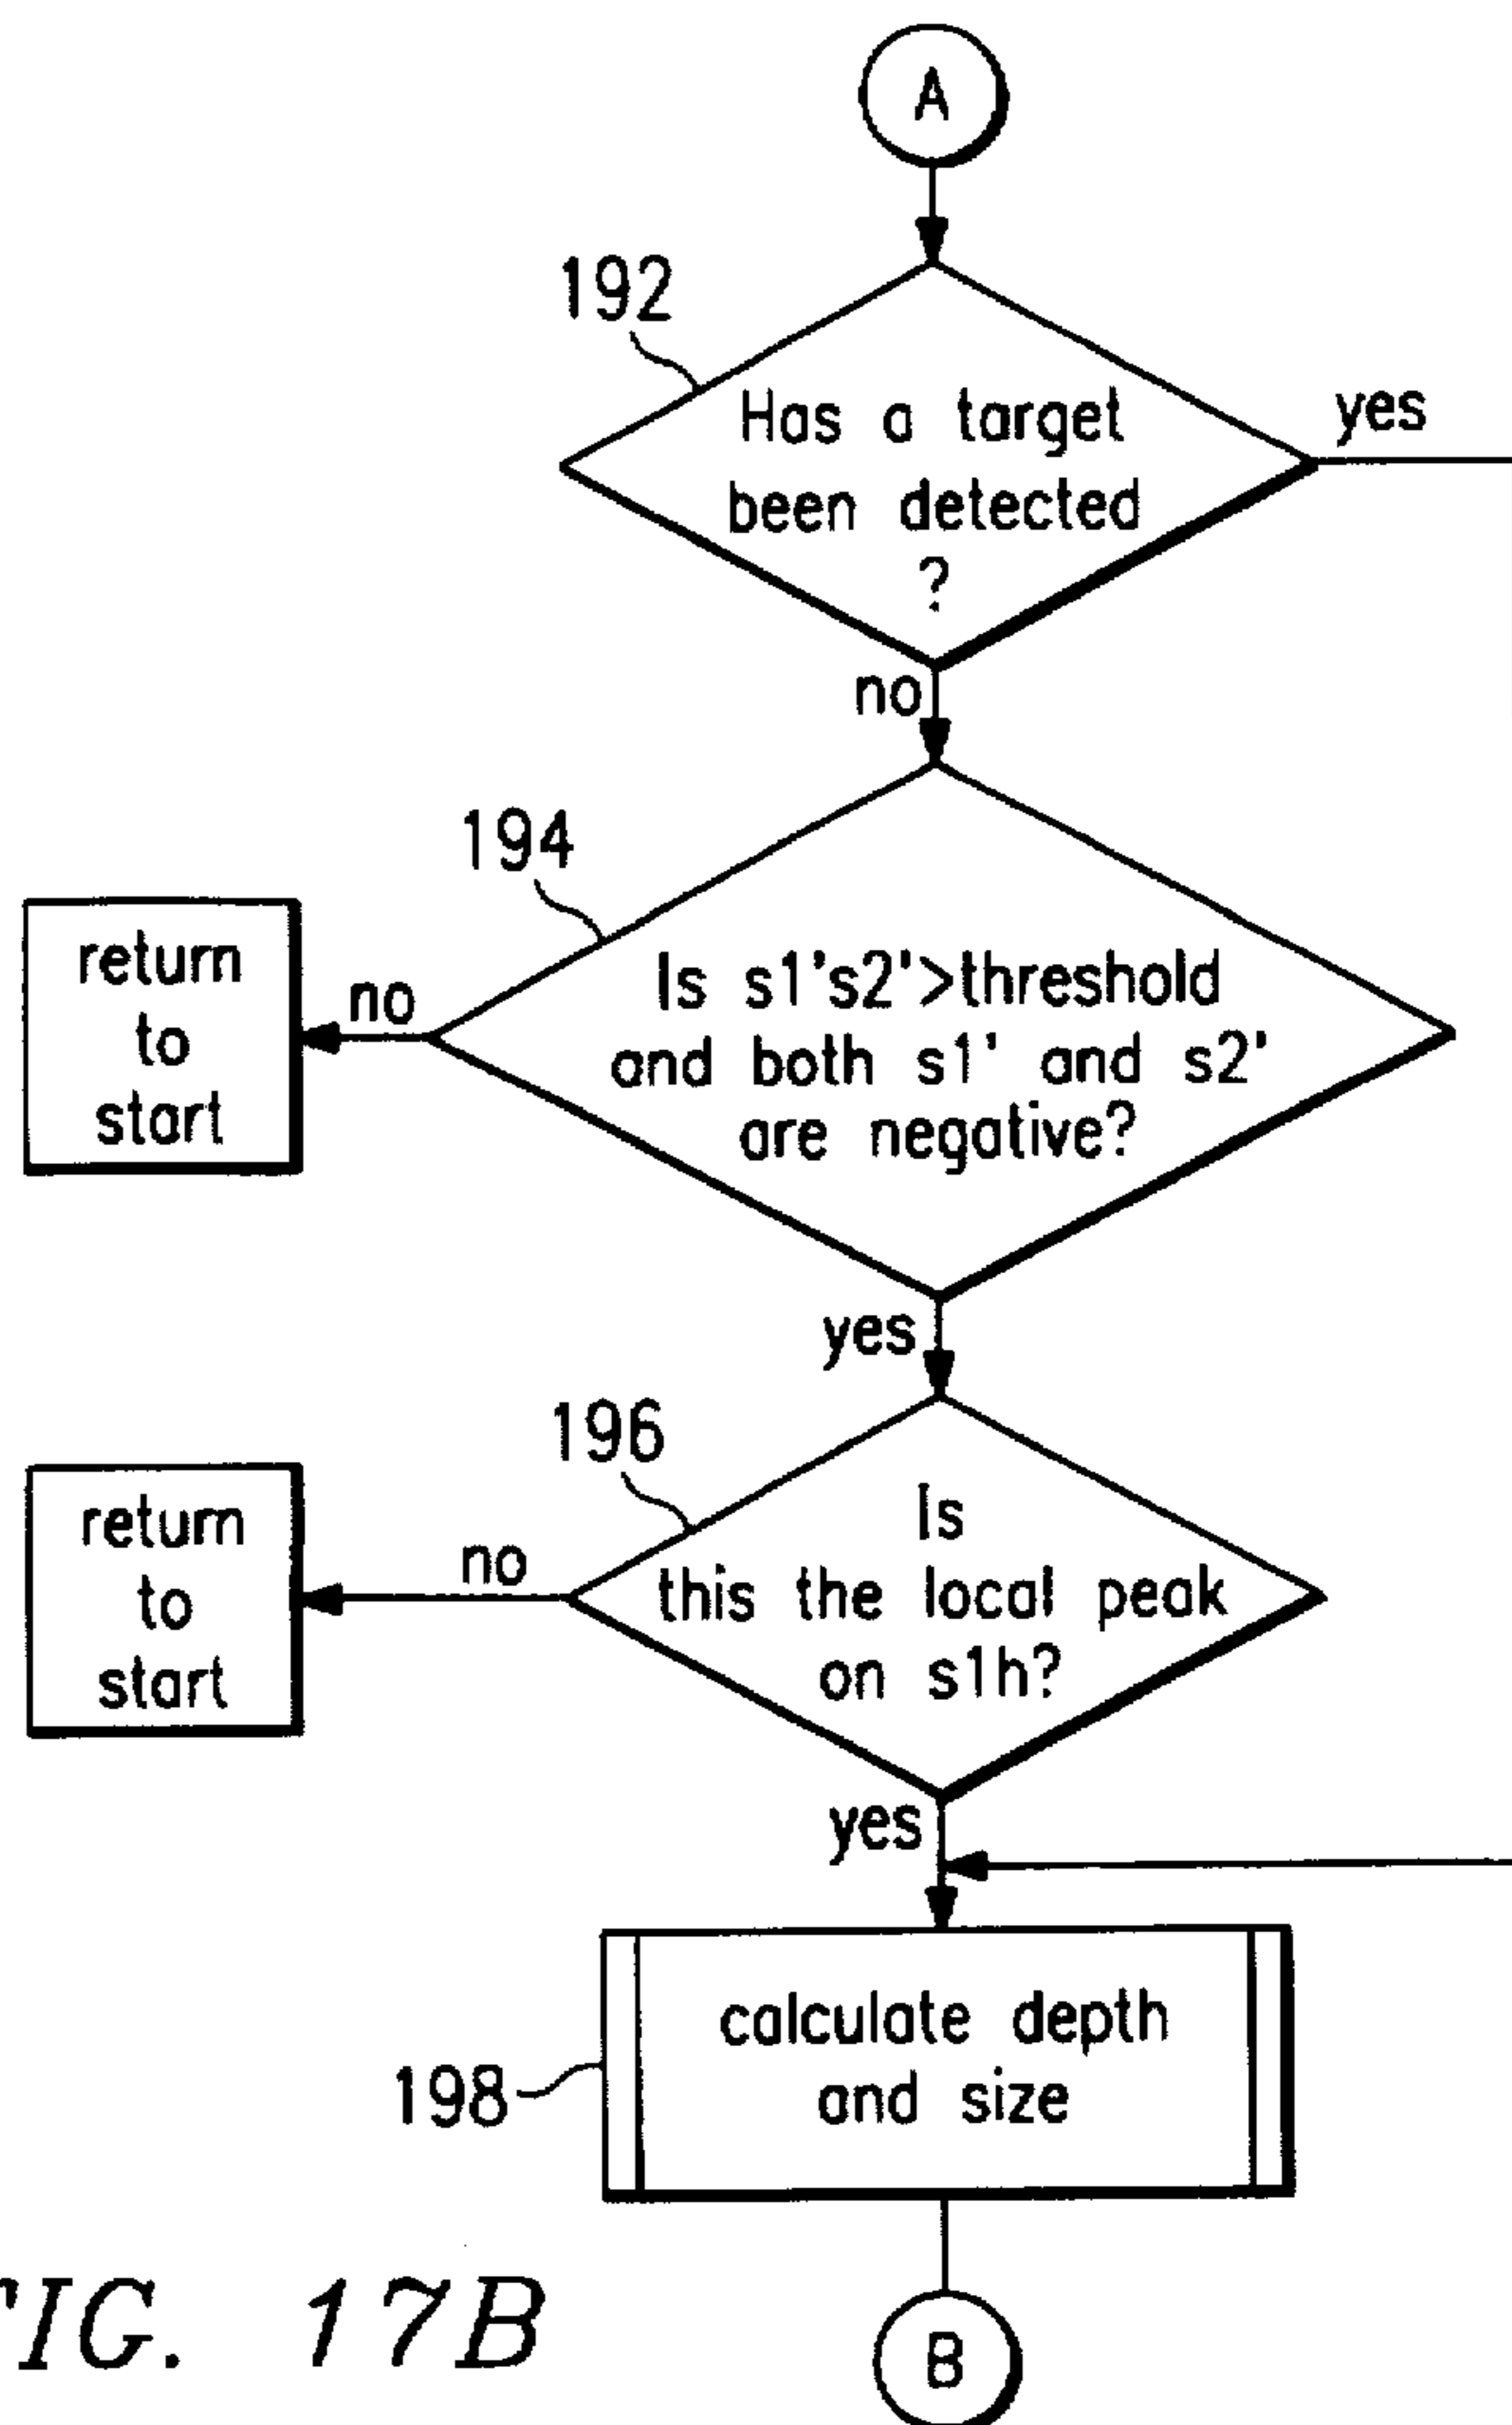 A
192
Has a target
been detected
?
yes
no
194
Is s1's2'>threshold
and both s1' and s2'
are negative?
no
return
to
start
yes
196
Is
this the local peak
on s1h?
no
return
to
start
yes
198
calculate depth
and size
B
FIG. 17B